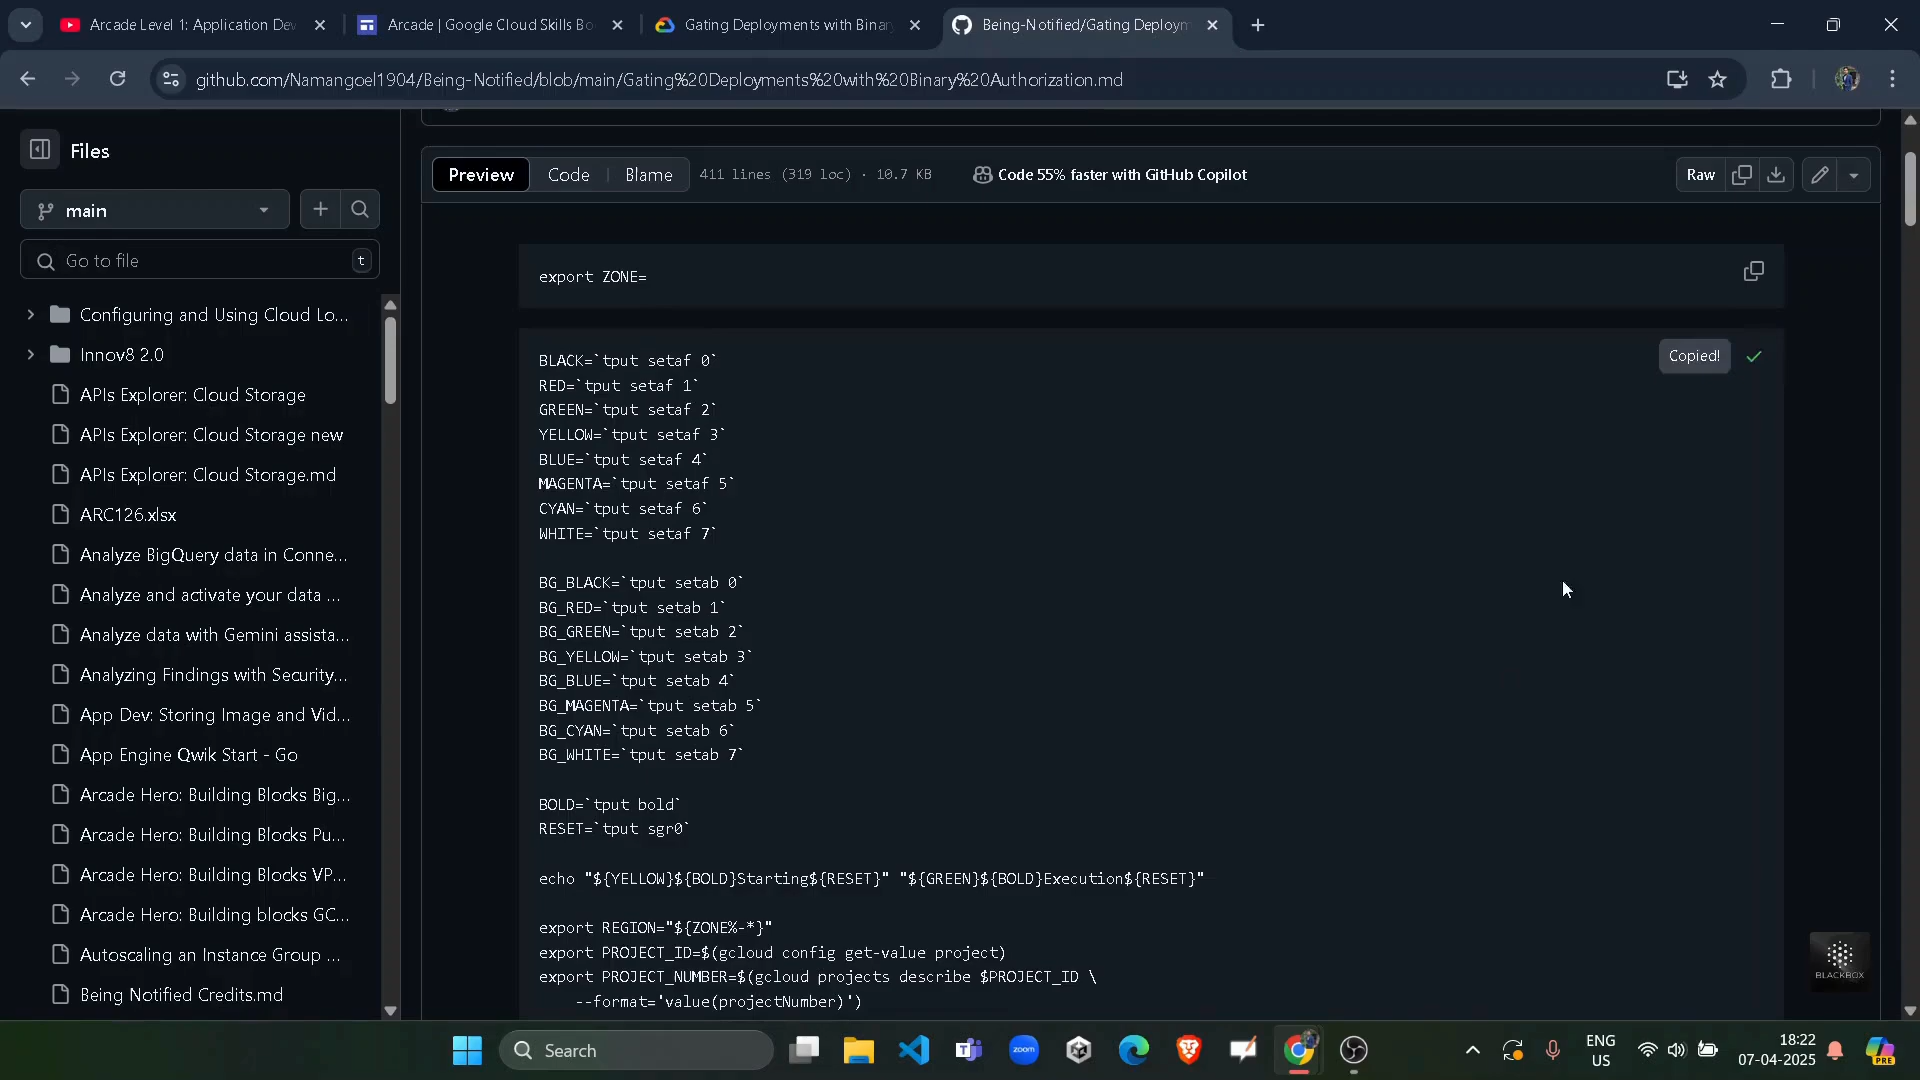 Arcade Level 1: Application Dev
Arcade | Google Cloud Skills Bo
Gating Deployments with Binary
Being-Notified/Gating Deploym
github.com/Namangoel1904/Being-Notified/blob/main/Gating%20Deployments%20with%20Binary%20Authorization.md
Files
main
Go to file
t
Configuring and Using Cloud Lo...
Innov8 2.0
APIs Explorer: Cloud Storage
APIs Explorer: Cloud Storage new
APIs Explorer: Cloud Storage.md
ARC126.xlsx
Analyze BigQuery data in Conne...
Analyze and activate your data ...
Analyze data with Gemini assista...
Analyzing Findings with Security...
App Dev: Storing Image and Vid...
App Engine Qwik Start - Go
Arcade Hero: Building Blocks Big...
Arcade Hero: Building Blocks Pu...
Arcade Hero: Building Blocks VP...
Arcade Hero: Building blocks GC...
Autoscaling an Instance Group ...
Being Notified Credits.md
Preview
Code
Blame
411 lines (319 loc) · 10.7 KB
Code 55% faster with GitHub Copilot
Raw
export ZONE=
Copied!
BLACK=`tput setaf 0`
RED=`tput setaf 1`
GREEN=`tput setaf 2`
YELLOW=`tput setaf 3`
BLUE=`tput setaf 4`
MAGENTA=`tput setaf 5`
CYAN=`tput setaf 6`
WHITE=`tput setaf 7`
BG_BLACK=`tput setab 0`
BG_RED=`tput setab 1`
BG_GREEN=`tput setab 2`
BG_YELLOW=`tput setab 3`
BG_BLUE=`tput setab 4`
BG_MAGENTA=`tput setab 5`
BG_CYAN=`tput setab 6`
BG_WHITE=`tput setab 7`
BOLD=`tput bold`
RESET=`tput sgr0`
echo "${YELLOW}${BOLD}Starting${RESET}" "${GREEN}${BOLD}Execution${RESET}"
export REGION="${ZONE%-*}"
export PROJECT_ID=$(gcloud config get-value project)
export PROJECT_NUMBER=$(gcloud projects describe $PROJECT_ID \
--format='value(projectNumber)')
BLACKBOX
Search
zoom
ENG
US
18:22
07-04-2025
PRE